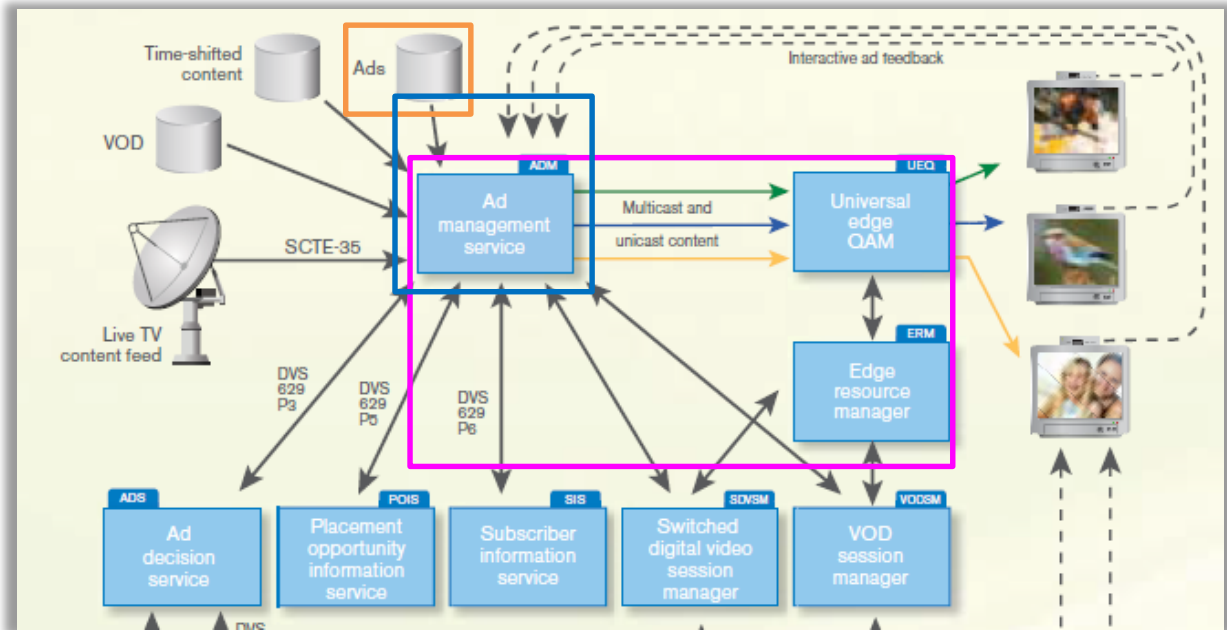 Time-shifted
content
Ads
Interactive ad feedback
VOD
ADM
UEQ
Ad
management
service
Multicast and
unicast content
Universal
edge
QAM
SCTE-35
Live TV
content feed
ERM
Edge
resource
manager
DVS
629
P3
DVS
629
P5
DVS
629
P6
ADS
POIS
SIS
SDVSM
VODSM
Ad
decision
service
Placement
opportunity
information
service
Subscriber
information
service
Switched
digital video
session
manager
VOD
session
manager
DVS